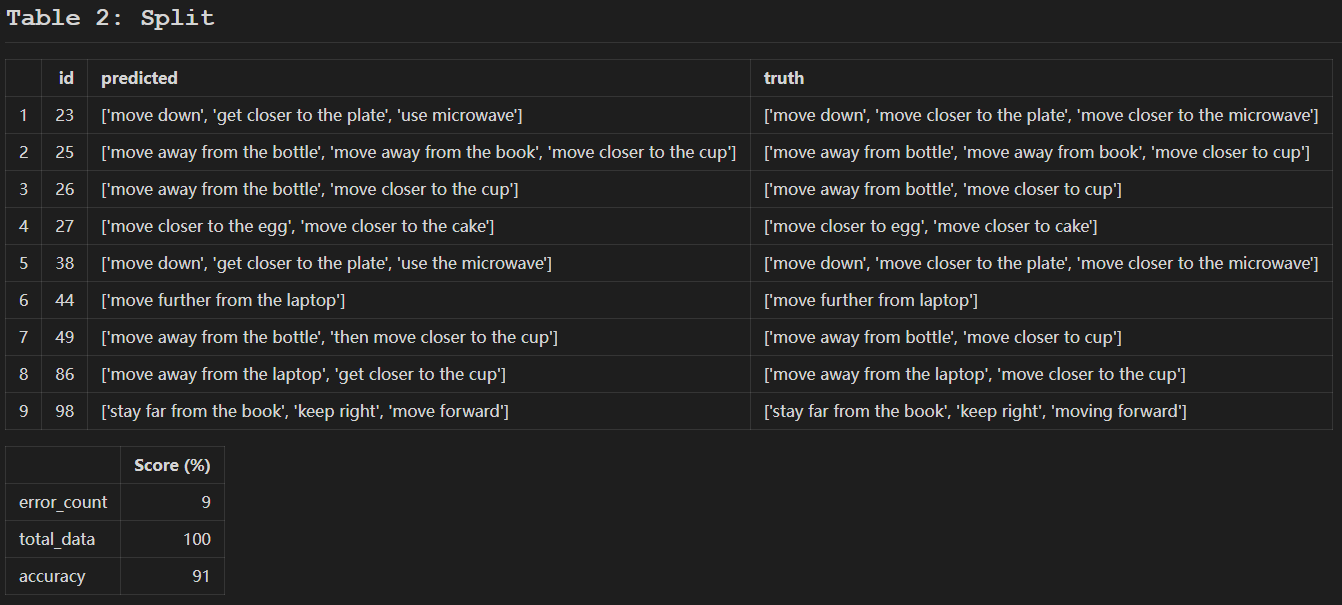 Table 2: Split
id predicted truth
1 23 ['move down', 'get closer to the plate', 'use microwave'] ['move down', 'move closer to the plate', 'move closer to the microwave']
2 25 ['move away from the bottle', 'move away from the book', 'move closer to the cup'] ['move away from bottle', 'move away from book', 'move closer to cup']
3 26 ['move away from the bottle', 'move closer to the cup'] ['move away from bottle', 'move closer to cup']
4 27 ['move closer to the egg', 'move closer to the cake'] ['move closer to egg', 'move closer to cake']
5 38 ['move down', 'get closer to the plate', 'use the microwave'] ['move down', 'move closer to the plate', 'move closer to the microwave']
6 44 ['move further from the laptop'] ['move further from laptop']
7 49 ['move away from the bottle', 'then move closer to the cup'] ['move away from bottle', 'move closer to cup']
8 86 ['move away from the laptop', 'get closer to the cup'] ['move away from the laptop', 'move closer to the cup']
9 98 ['stay far from the book', 'keep right', 'move forward'] ['stay far from the book', 'keep right', 'moving forward']
Score (%)
error_count 9
total_data 100
accuracy 91